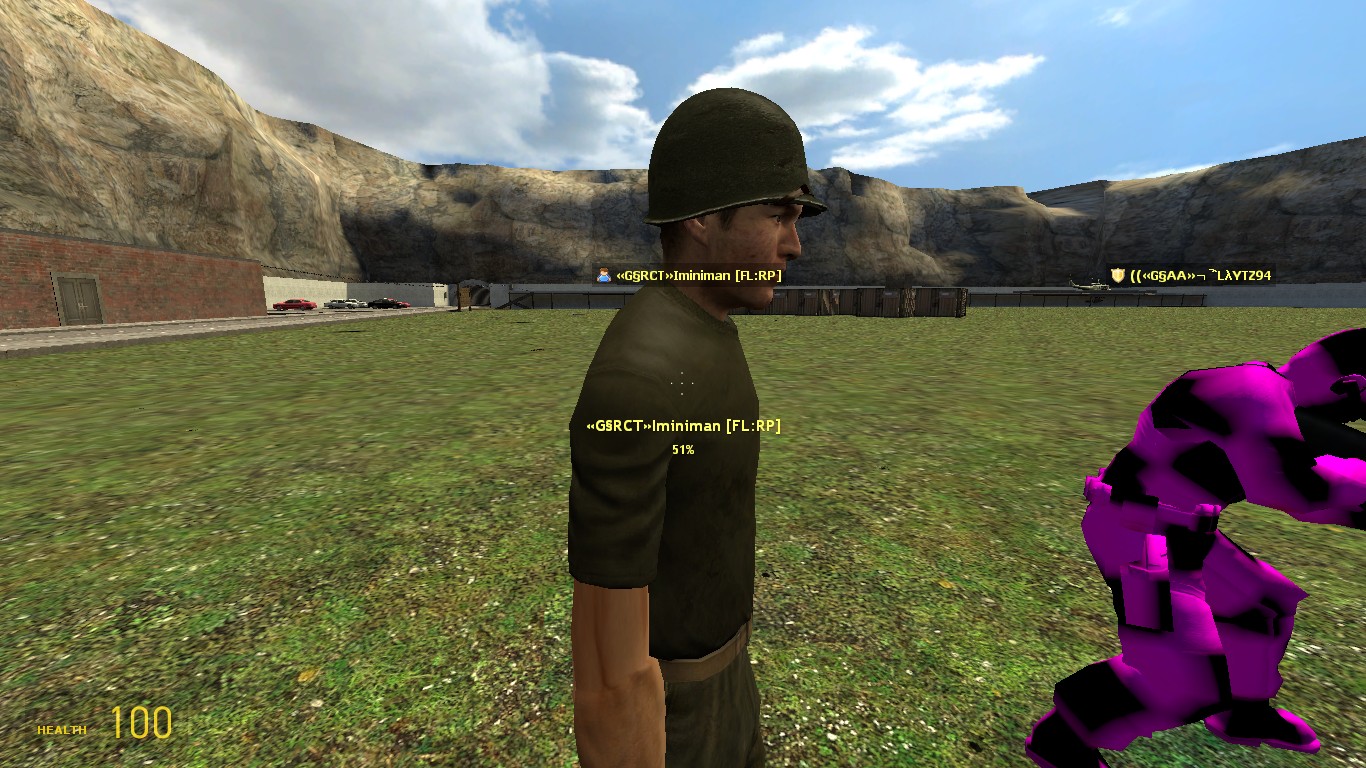 «G§RCT»Iminiman [FL:RP]
((«G§AA»¬ ˜LλYTZ94
«G§RCT»Iminiman [FL:RP]
51%
HEALTH 100